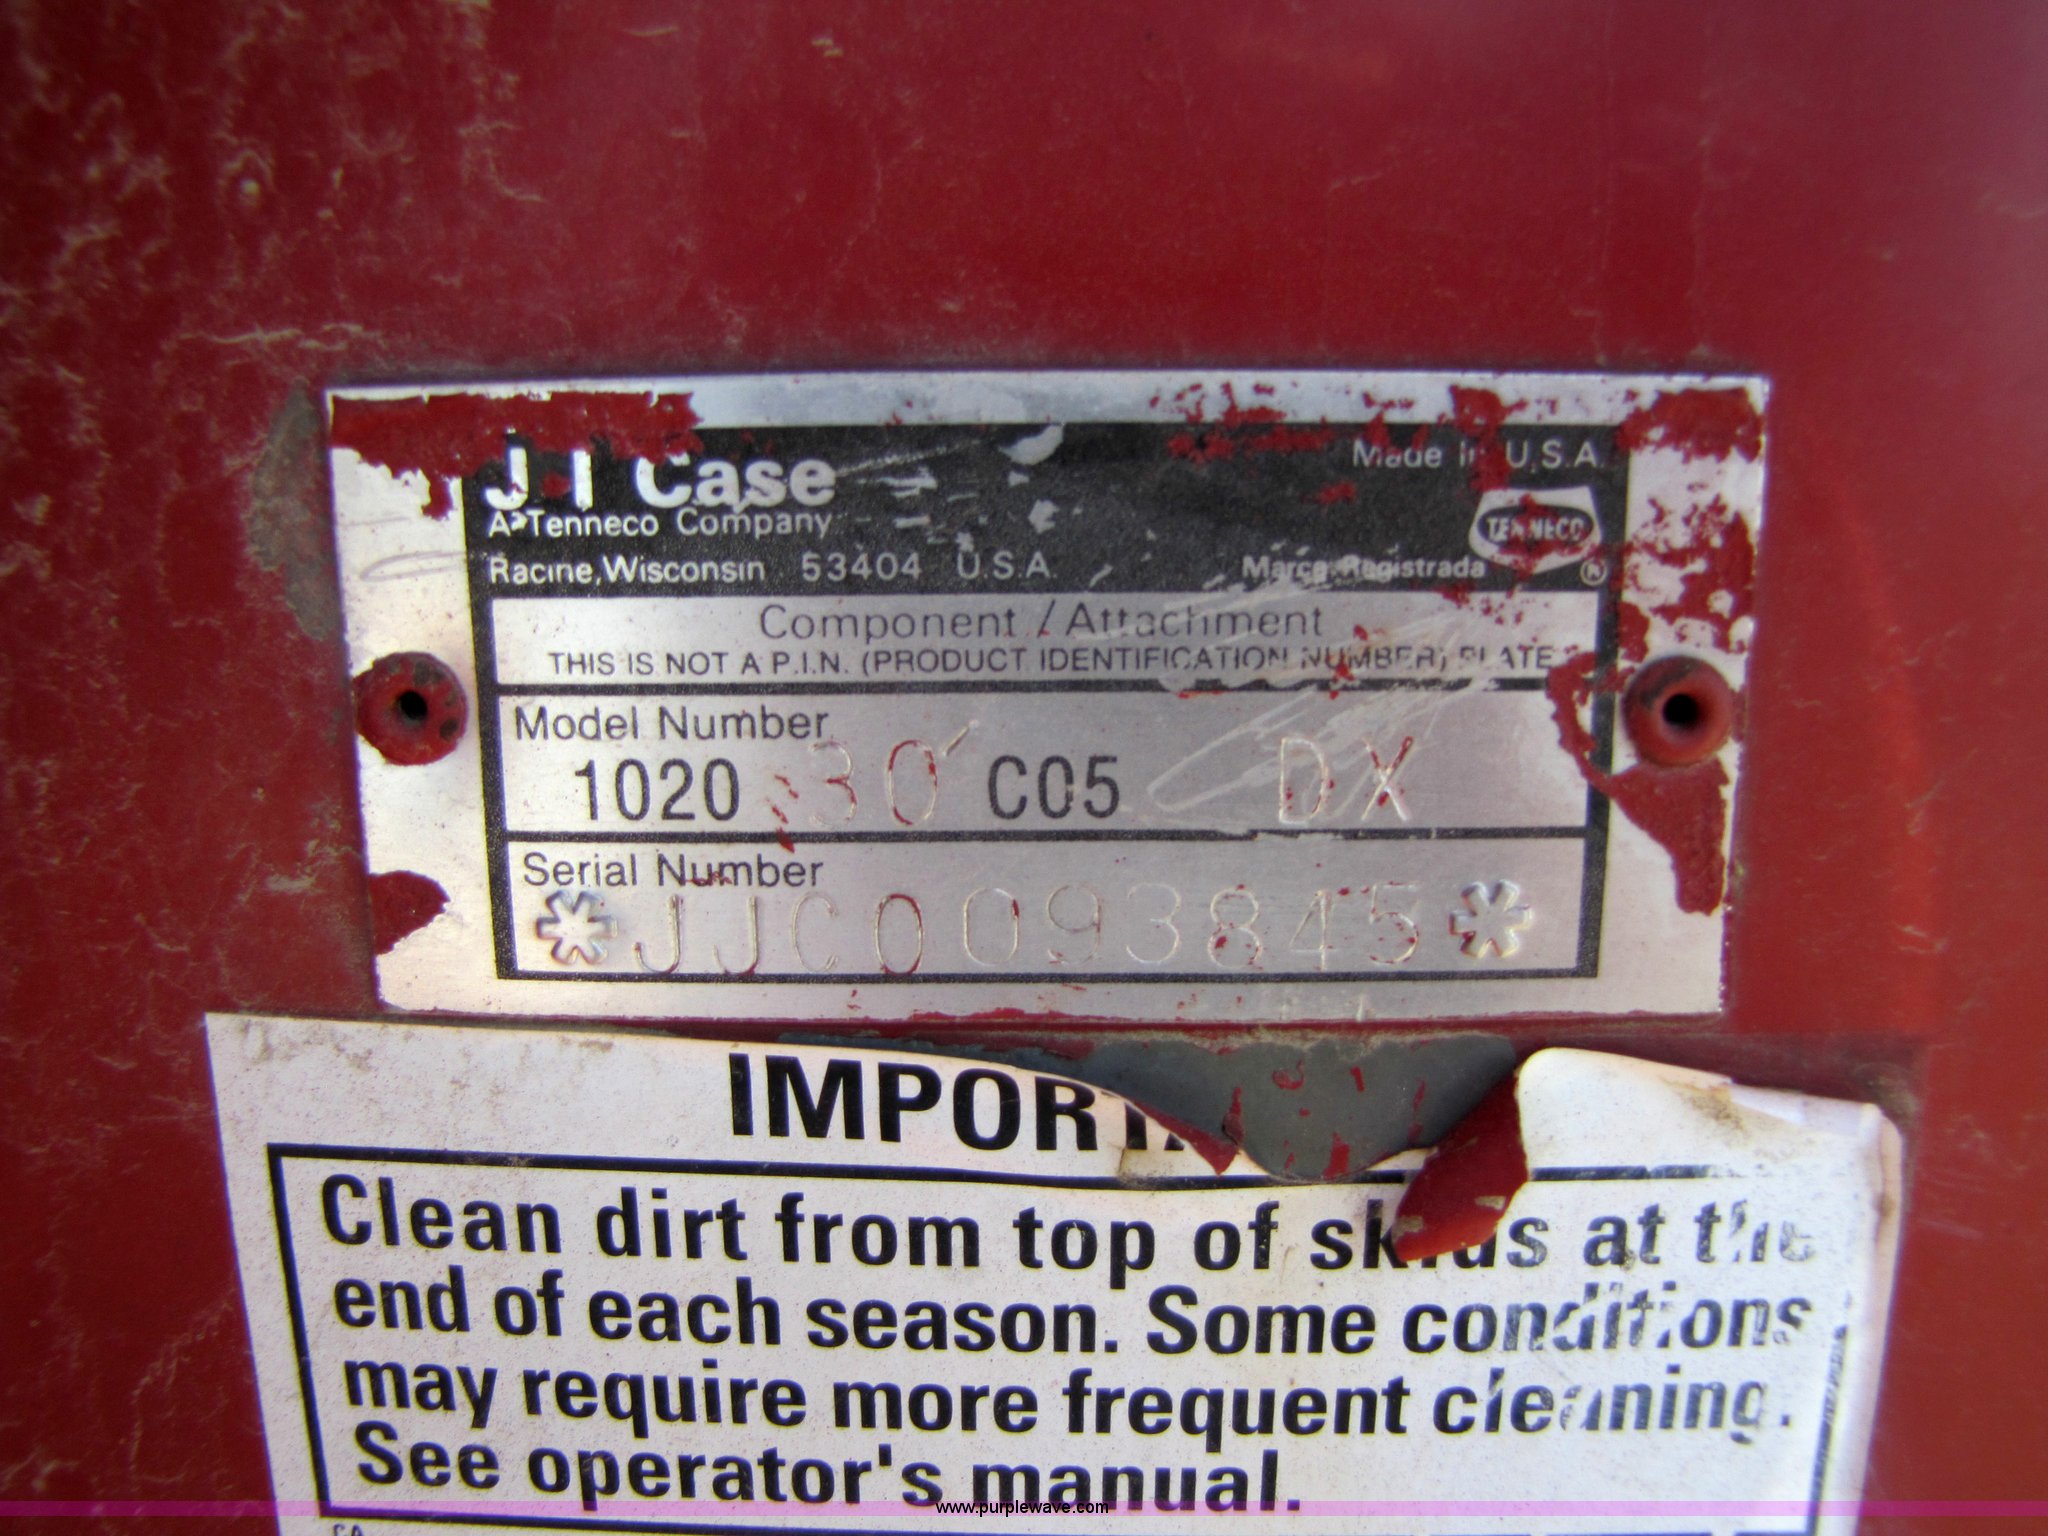 J I Case
A Tenneco Company
Racine, Wisconsin 53404 U.S.A.
Made in U.S.A.
TENNECO
Marca Registrada ®
Component / Attachment
THIS IS NOT A P.I.N. (PRODUCT IDENTIFICATION NUMBER) PLATE
Model Number
1020 30' C05 DX
Serial Number
*JJC0093845*
IMPORTA
Clean dirt from top of skids at the
end of each season. Some conditions
may require more frequent cleaning.
See operator's manual.
www.purplewave.com